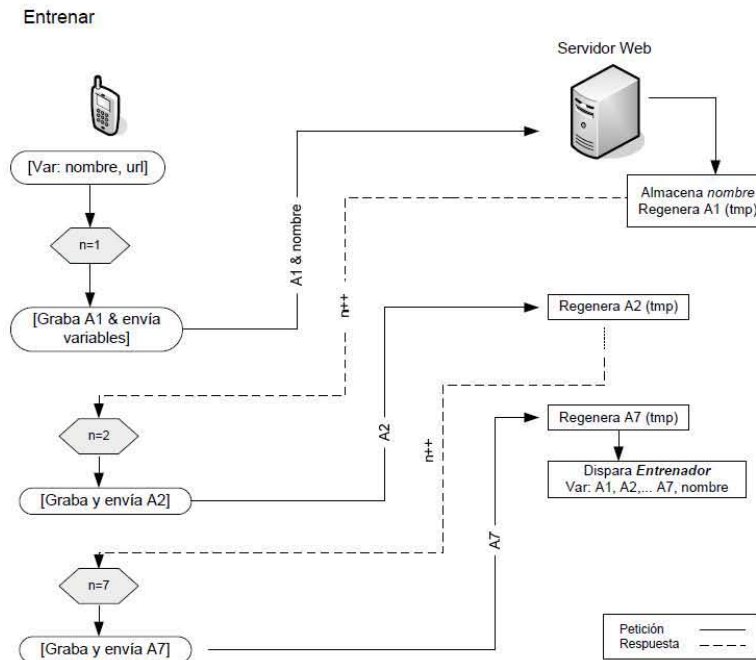 Entrenar
Servidor Web
[Var: nombre, url]
n=1
[Graba A1 & envía
variables]
A1 & nombre
Almacena nombre
Regenera A1 (tmp)
n++
Regenera A2 (tmp)
n=2
[Graba y envía A2]
A2
n++
Regenera A7 (tmp)
Dispara Entrenador
Var: A1, A2,... A7, nombre
n=7
[Graba y envía A7]
A7
Petición
Respuesta